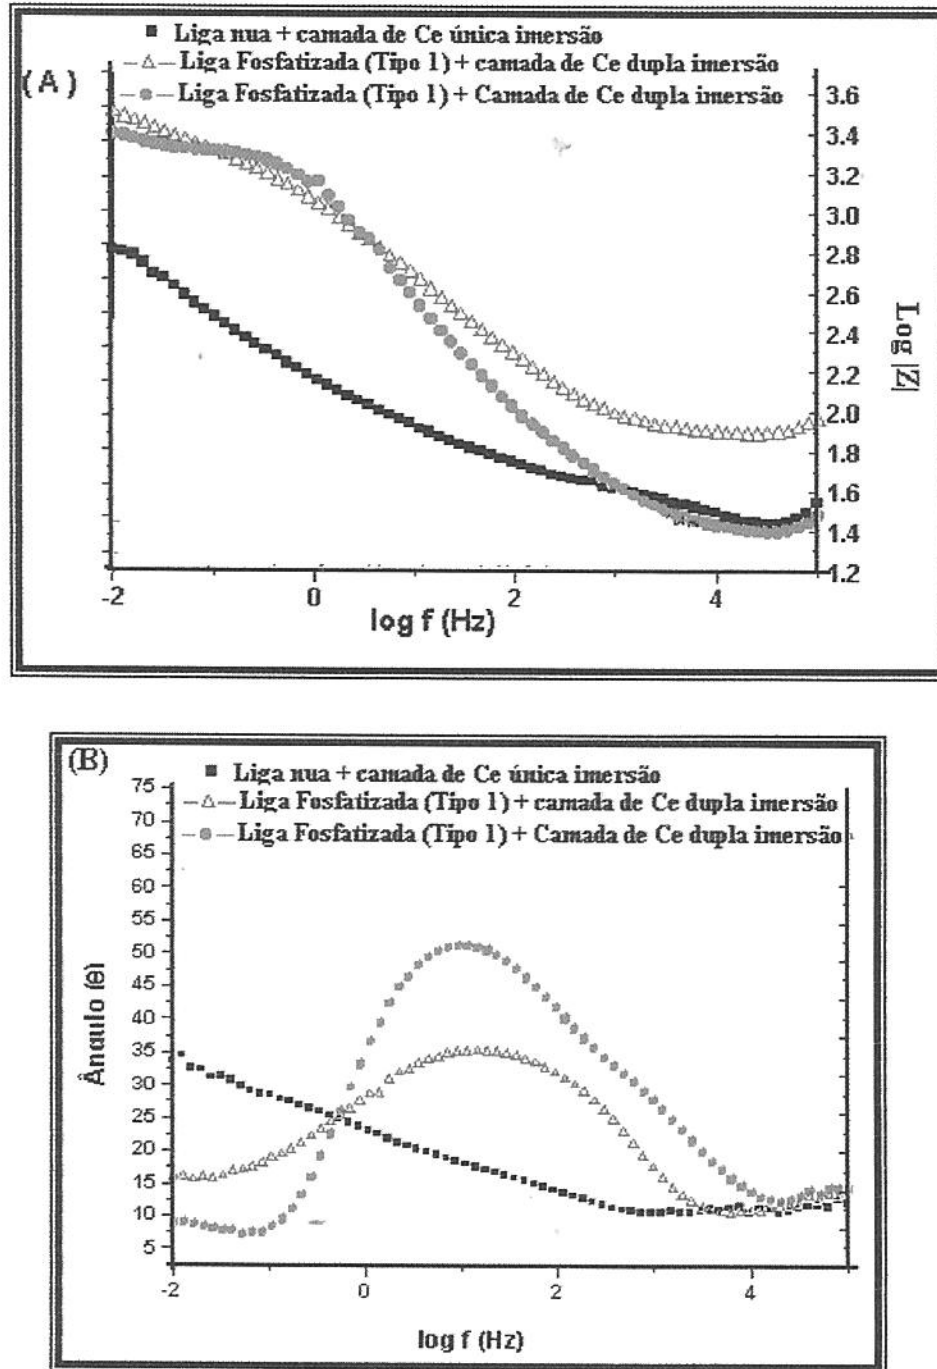 Liga nua + camada de Ce única imersão
(A)
Liga Fosfatizada (Tipo 1) + camada de Ce dupla imersão
Liga Fosfatizada (Tipo 1) + Camada de Ce dupla imersão
3.6
3.4
3.2
3.0
2.8
2.6
2.4
2.2
2.0
1.8
1.6
1.4
1.2
Log |Z|
-2 0 2 4
log f (Hz)
(B)
Liga nua + camada de Ce única imersão
Liga Fosfatizada (Tipo 1) + camada de Ce dupla imersão
Liga Fosfatizada (Tipo 1) + Camada de Ce dupla imersão
75
70
65
60
55
50
45
40
35
30
25
20
15
10
5
Ânaulo (θ)
-2 0 2 4
log f (Hz)